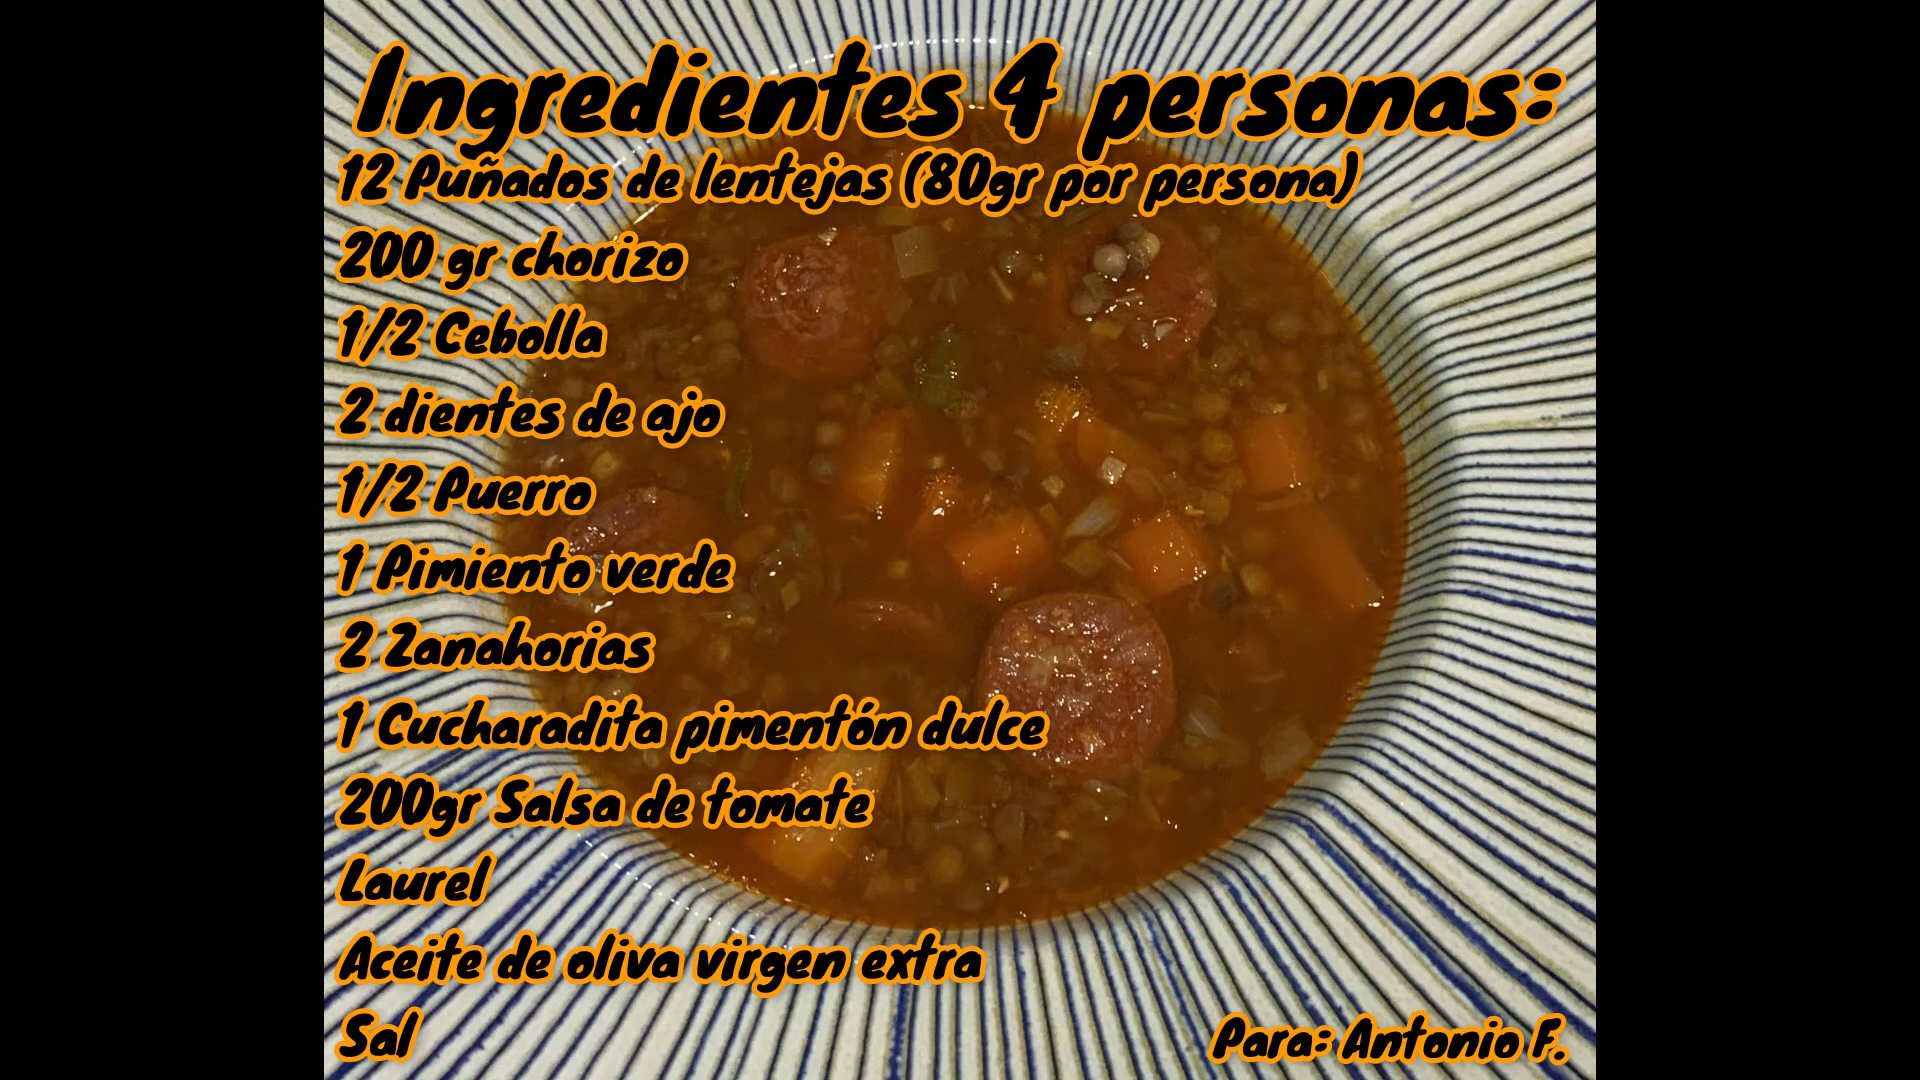 Ingredientes 4 personas:
12 Puñados de lentejas (80gr por persona)
200 gr chorizo
1/2 Cebolla
2 dientes de ajo
1/2 Puerro
1 Pimiento verde
2 Zanahorias
1 Cucharadita pimentón dulce
200gr Salsa de tomate
Laurel
Aceite de oliva virgen extra
Sal
Para: Antonio F.